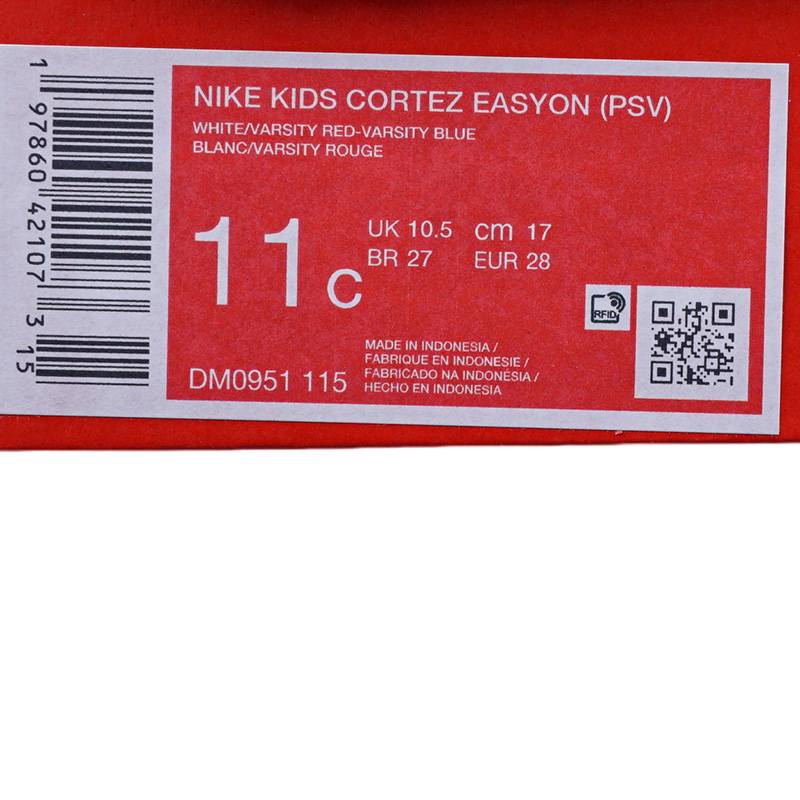 NIKE KIDS CORTEZ EASYON (PSV)
WHITE/VARSITY RED-VARSITY BLUE
BLANC/VARSITY ROUGE
11 C
UK 10.5 cm 17
BR 27 EUR 28
RFID
DM0951 115
MADE IN INDONESIA /
FABRIQUE EN INDONESIE /
FABRICADO NA INDONÉSIA /
HECHO EN INDONESIA
1 97860 42107 3 15